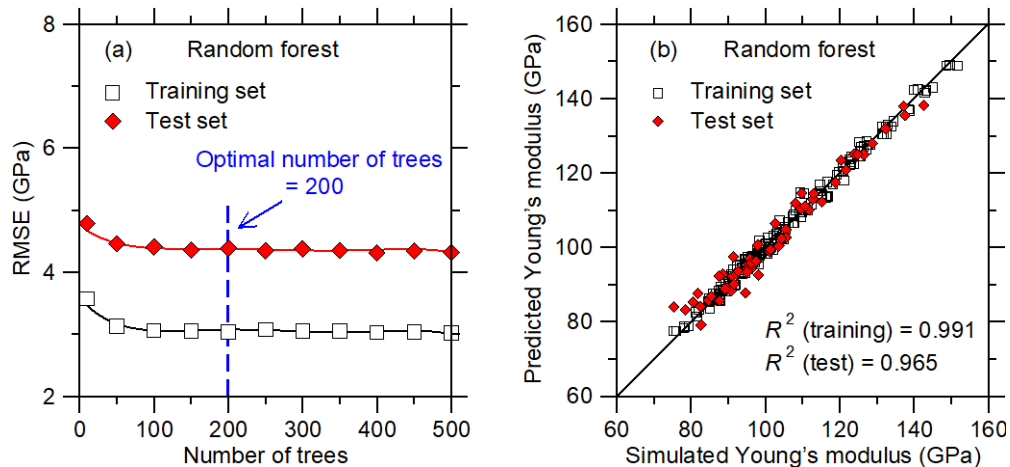 (a) Random forest
Training set
Test set
Optimal number of trees
= 200
RMSE (GPa)
8
6
4
2
0 100 200 300 400 500
Number of trees
(b) Random forest
Training set
Test set
R² (training) = 0.991
R² (test) = 0.965
Predicted Young's modulus (GPa)
160
140
120
100
80
60
60 80 100 120 140 160
Simulated Young's modulus (GPa)